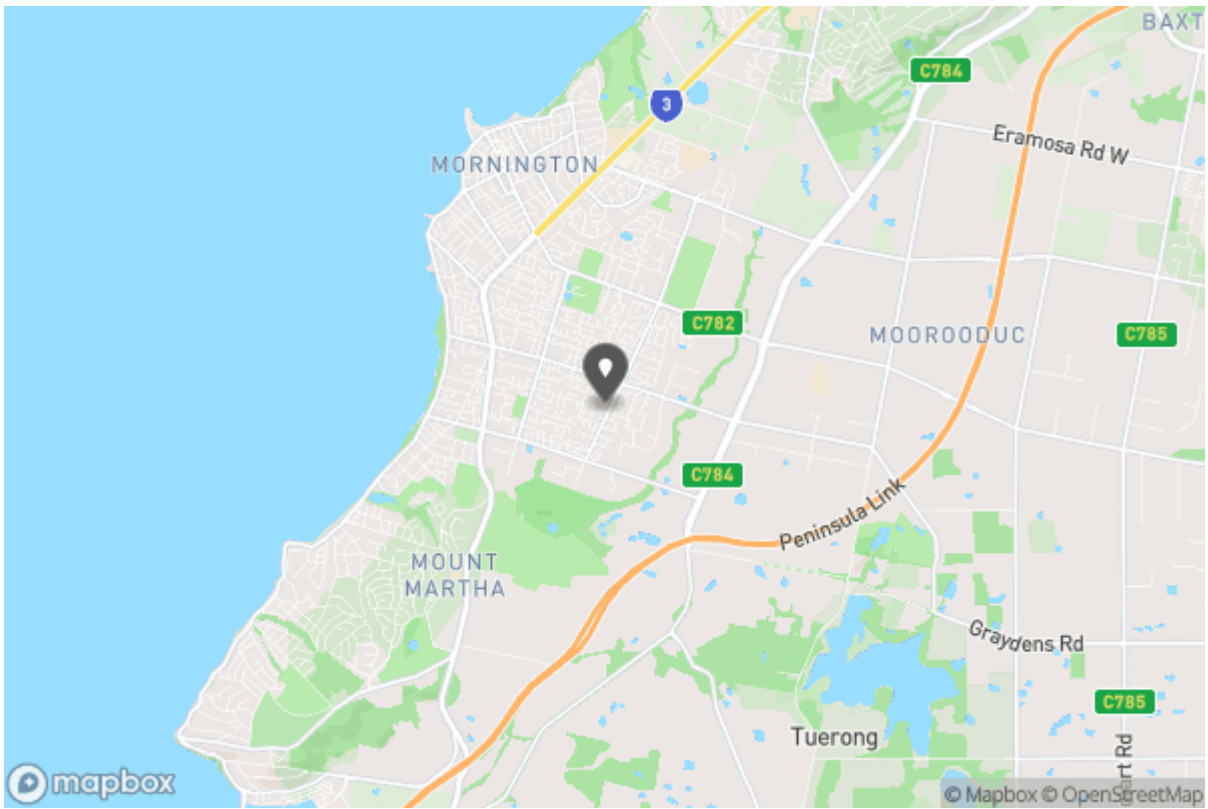 BAXT
C784
3
Eramosa Rd W
MORNINGTON
C782
MOOROODUC
C785
C784
Peninsula Link
MOUNT
MARTHA
Graydens Rd
C785
Tuerong
art Rd
mapbox
© Mapbox © OpenStreetMap